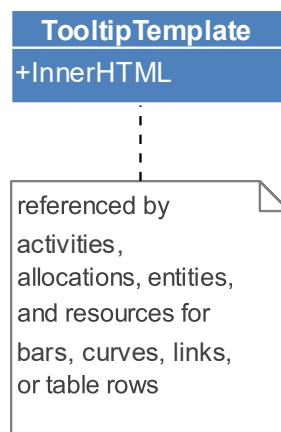 TooltipTemplate
+InnerHTML
referenced by
activities,
allocations, entities,
and resources for
bars, curves, links,
or table rows